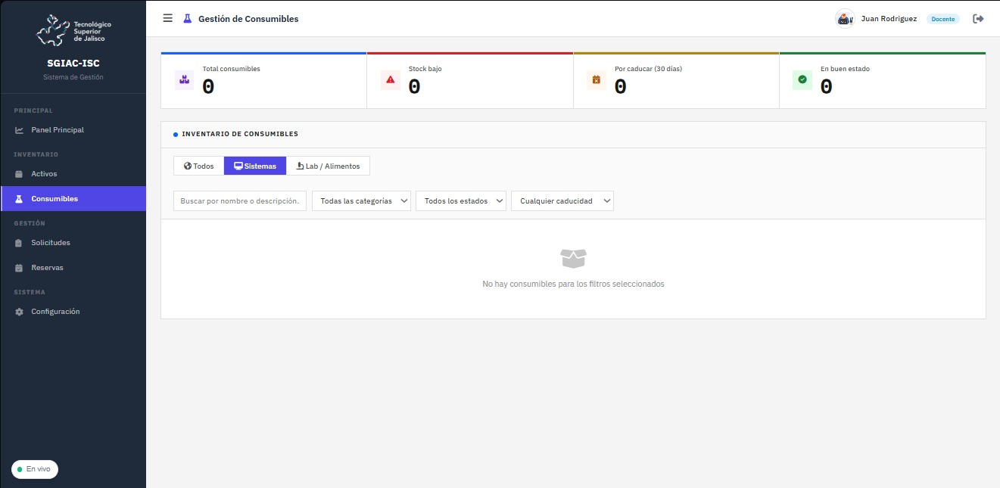 Tecnológico
Superior
de Jalisco
SGIAC-ISC
Sistema de Gestión
PRINCIPAL
Panel Principal
INVENTARIO
Activos
Consumibles
GESTIÓN
Solicitudes
Reservas
SISTEMA
Configuración
En vivo
Gestión de Consumibles
Juan Rodriguez
Docente
Total consumibles
0
Stock bajo
0
Por caducar (30 días)
0
En buen estado
0
INVENTARIO DE CONSUMIBLES
Todos
Sistemas
Lab / Alimentos
Buscar por nombre o descripción.
Todas las categorías
Todos los estados
Cualquier caducidad
No hay consumibles para los filtros seleccionados